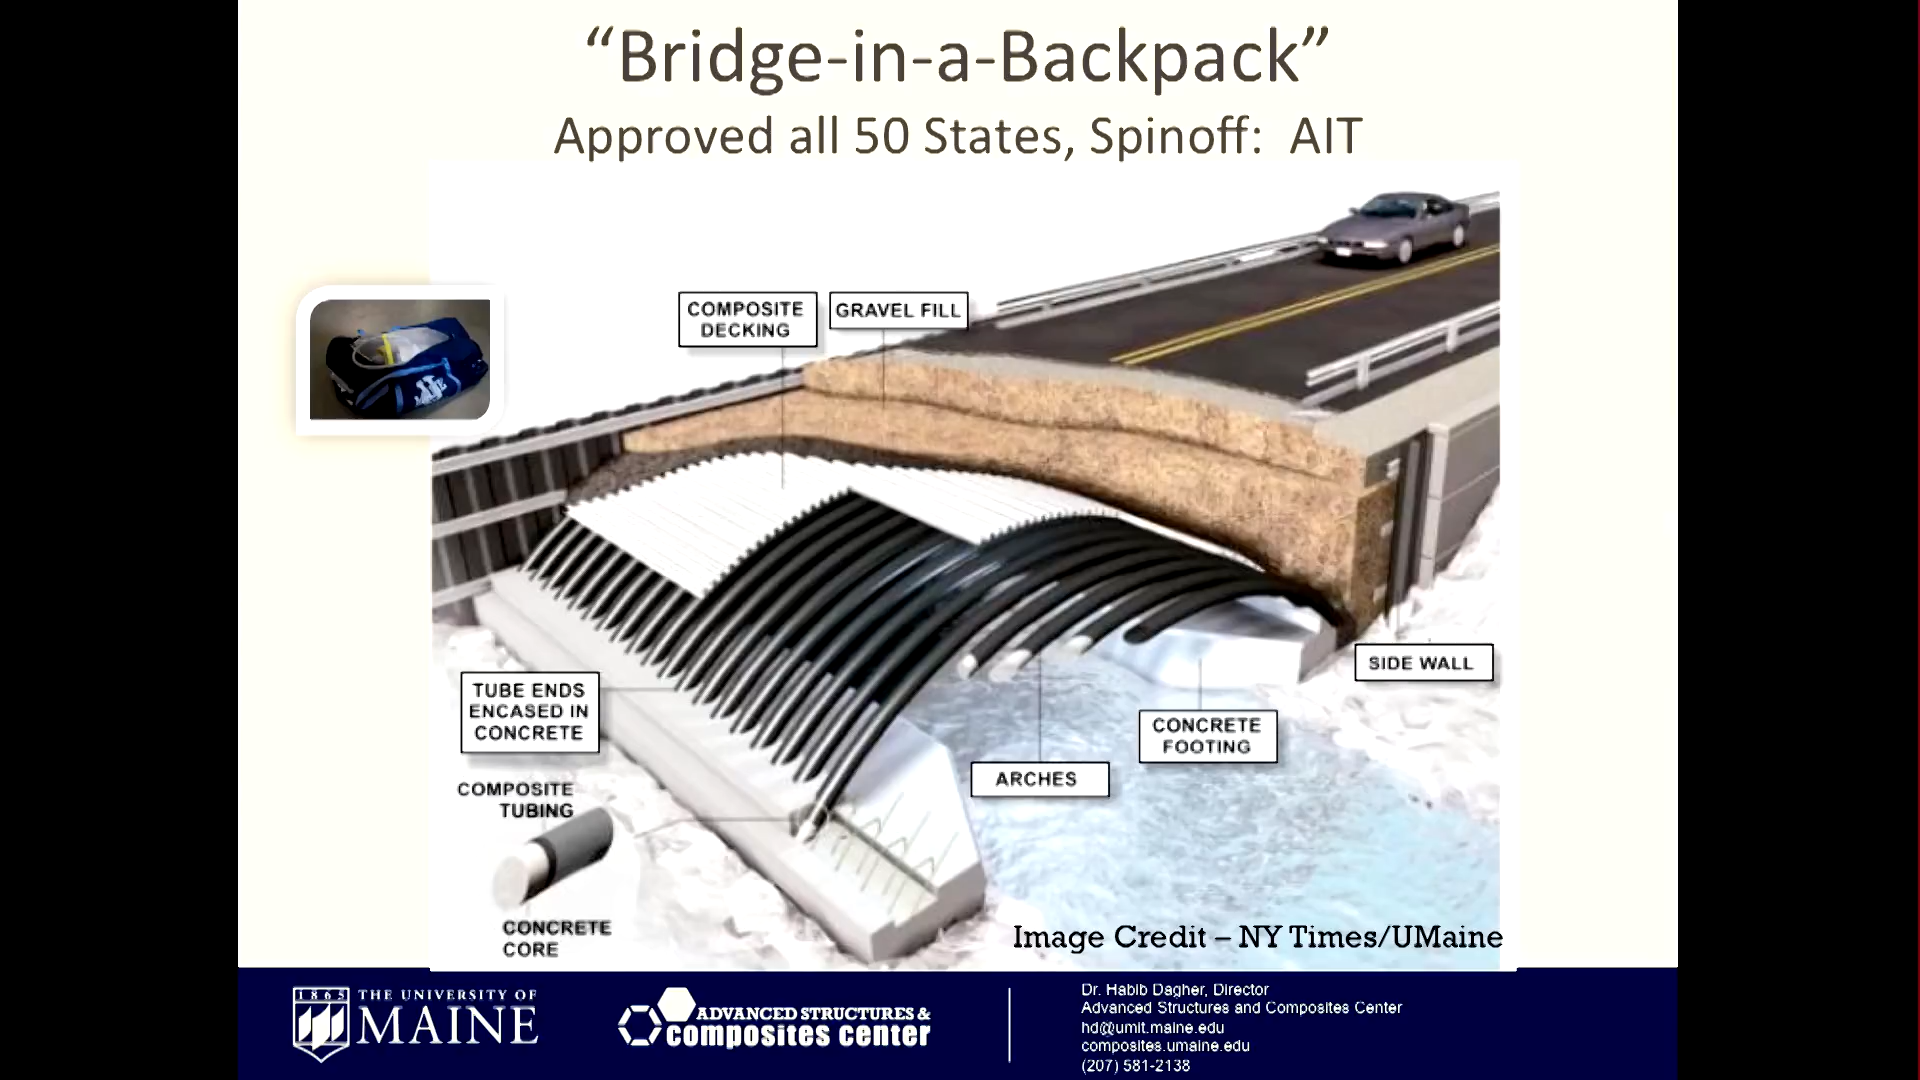 “Bridge-in-a-Backpack”
Approved all 50 States, Spinoff: AIT
COMPOSITE
DECKING
GRAVEL FILL
SIDE WALL
TUBE ENDS
ENCASED IN
CONCRETE
CONCRETE
FOOTING
ARCHES
COMPOSITE
TUBING
CONCRETE
CORE
Image Credit – NY Times/UMaine
1865
THE UNIVERSITY OF
MAINE
ADVANCED STRUCTURES &
composites center
Dr. Habib Dagher, Director
Advanced Structures and Composites Center
hd@umit.maine.edu
composites.umaine.edu
(207) 581-2138